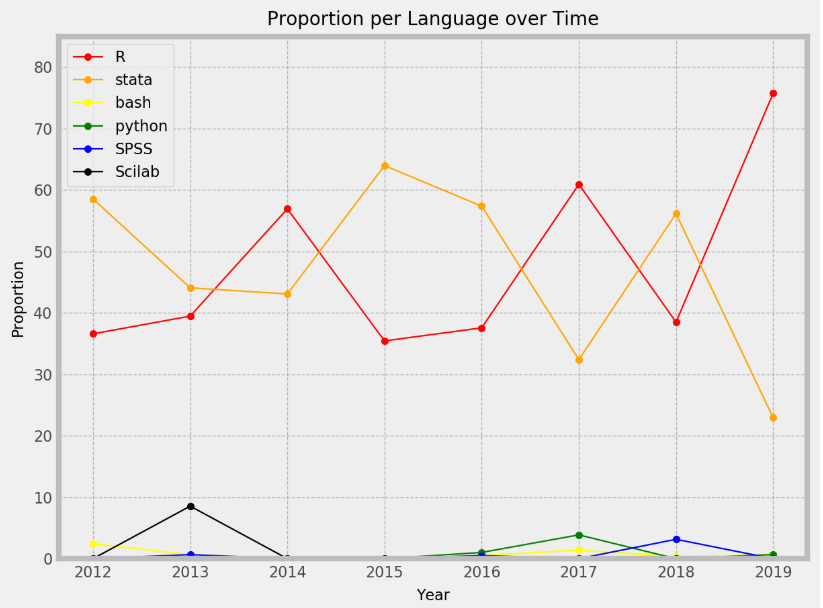 Proportion per Language over Time
R
stata
bash
python
SPSS
Scilab
80
70
60
50
40
30
20
10
0
Proportion
2012 2013 2014 2015 2016 2017 2018 2019
Year